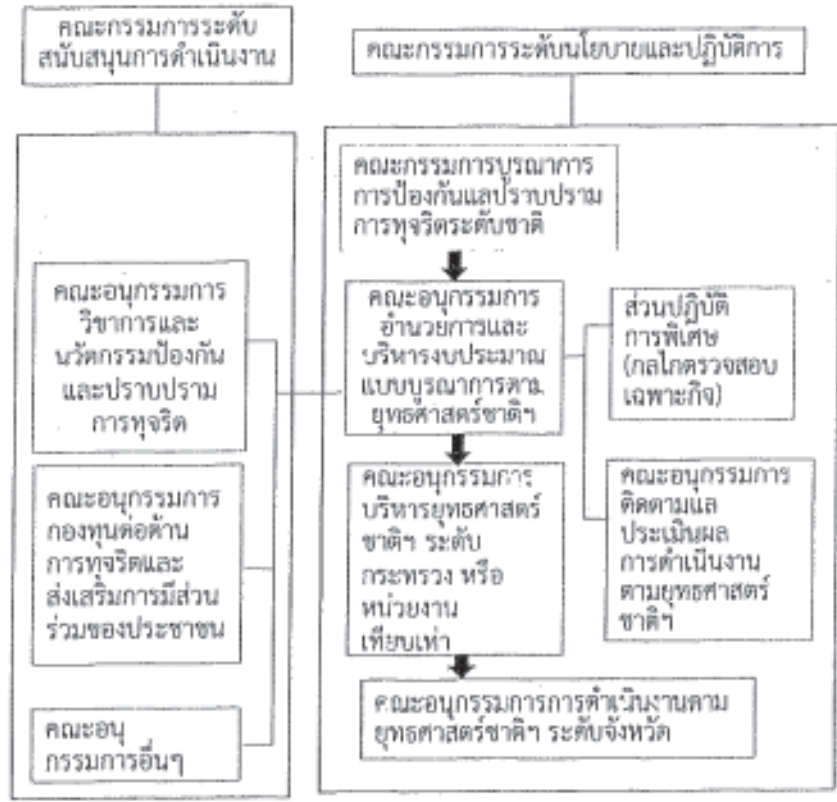 คณะกรรมการระดับ
สนับสนุนการดำเนินงาน
คณะกรรมการระดับนโยบายและปฏิบัติการ
คณะกรรมการบูรณาการ
การป้องกันแลปราบปราม
การทุจริตระดับชาติ
คณะอนุกรรมการ
วิชาการและ
นวัตกรรมป้องกัน
และปราบปราม
การทุจริต
คณะอนุกรรมการ
อำนวยการและ
บริหารงบประมาณ
แบบบูรณาการตาม
ยุทธศาสตร์ชาติฯ
ส่วนปฏิบัติ
การพิเศษ
(กลไกตรวจสอบ
เฉพาะกิจ)
คณะอนุกรรมการ
กองทุนต่อต้าน
การทุจริตและ
ส่งเสริมการมีส่วน
ร่วมของประชาชน
คณะอนุกรรมการ
บริหารยุทธศาสตร์
ชาติฯ ระดับ
กระทรวง หรือ
หน่วยงาน
เทียบเท่า
คณะอนุกรรมการ
ติดตามแล
ประเมินผล
การดำเนินงาน
ตามยุทธศาสตร์
ชาติฯ
คณะอนุ
กรรมการอื่นๆ
คณะอนุกรรมการการดำเนินงานตาม
ยุทธศาสตร์ชาติฯ ระดับจังหวัด